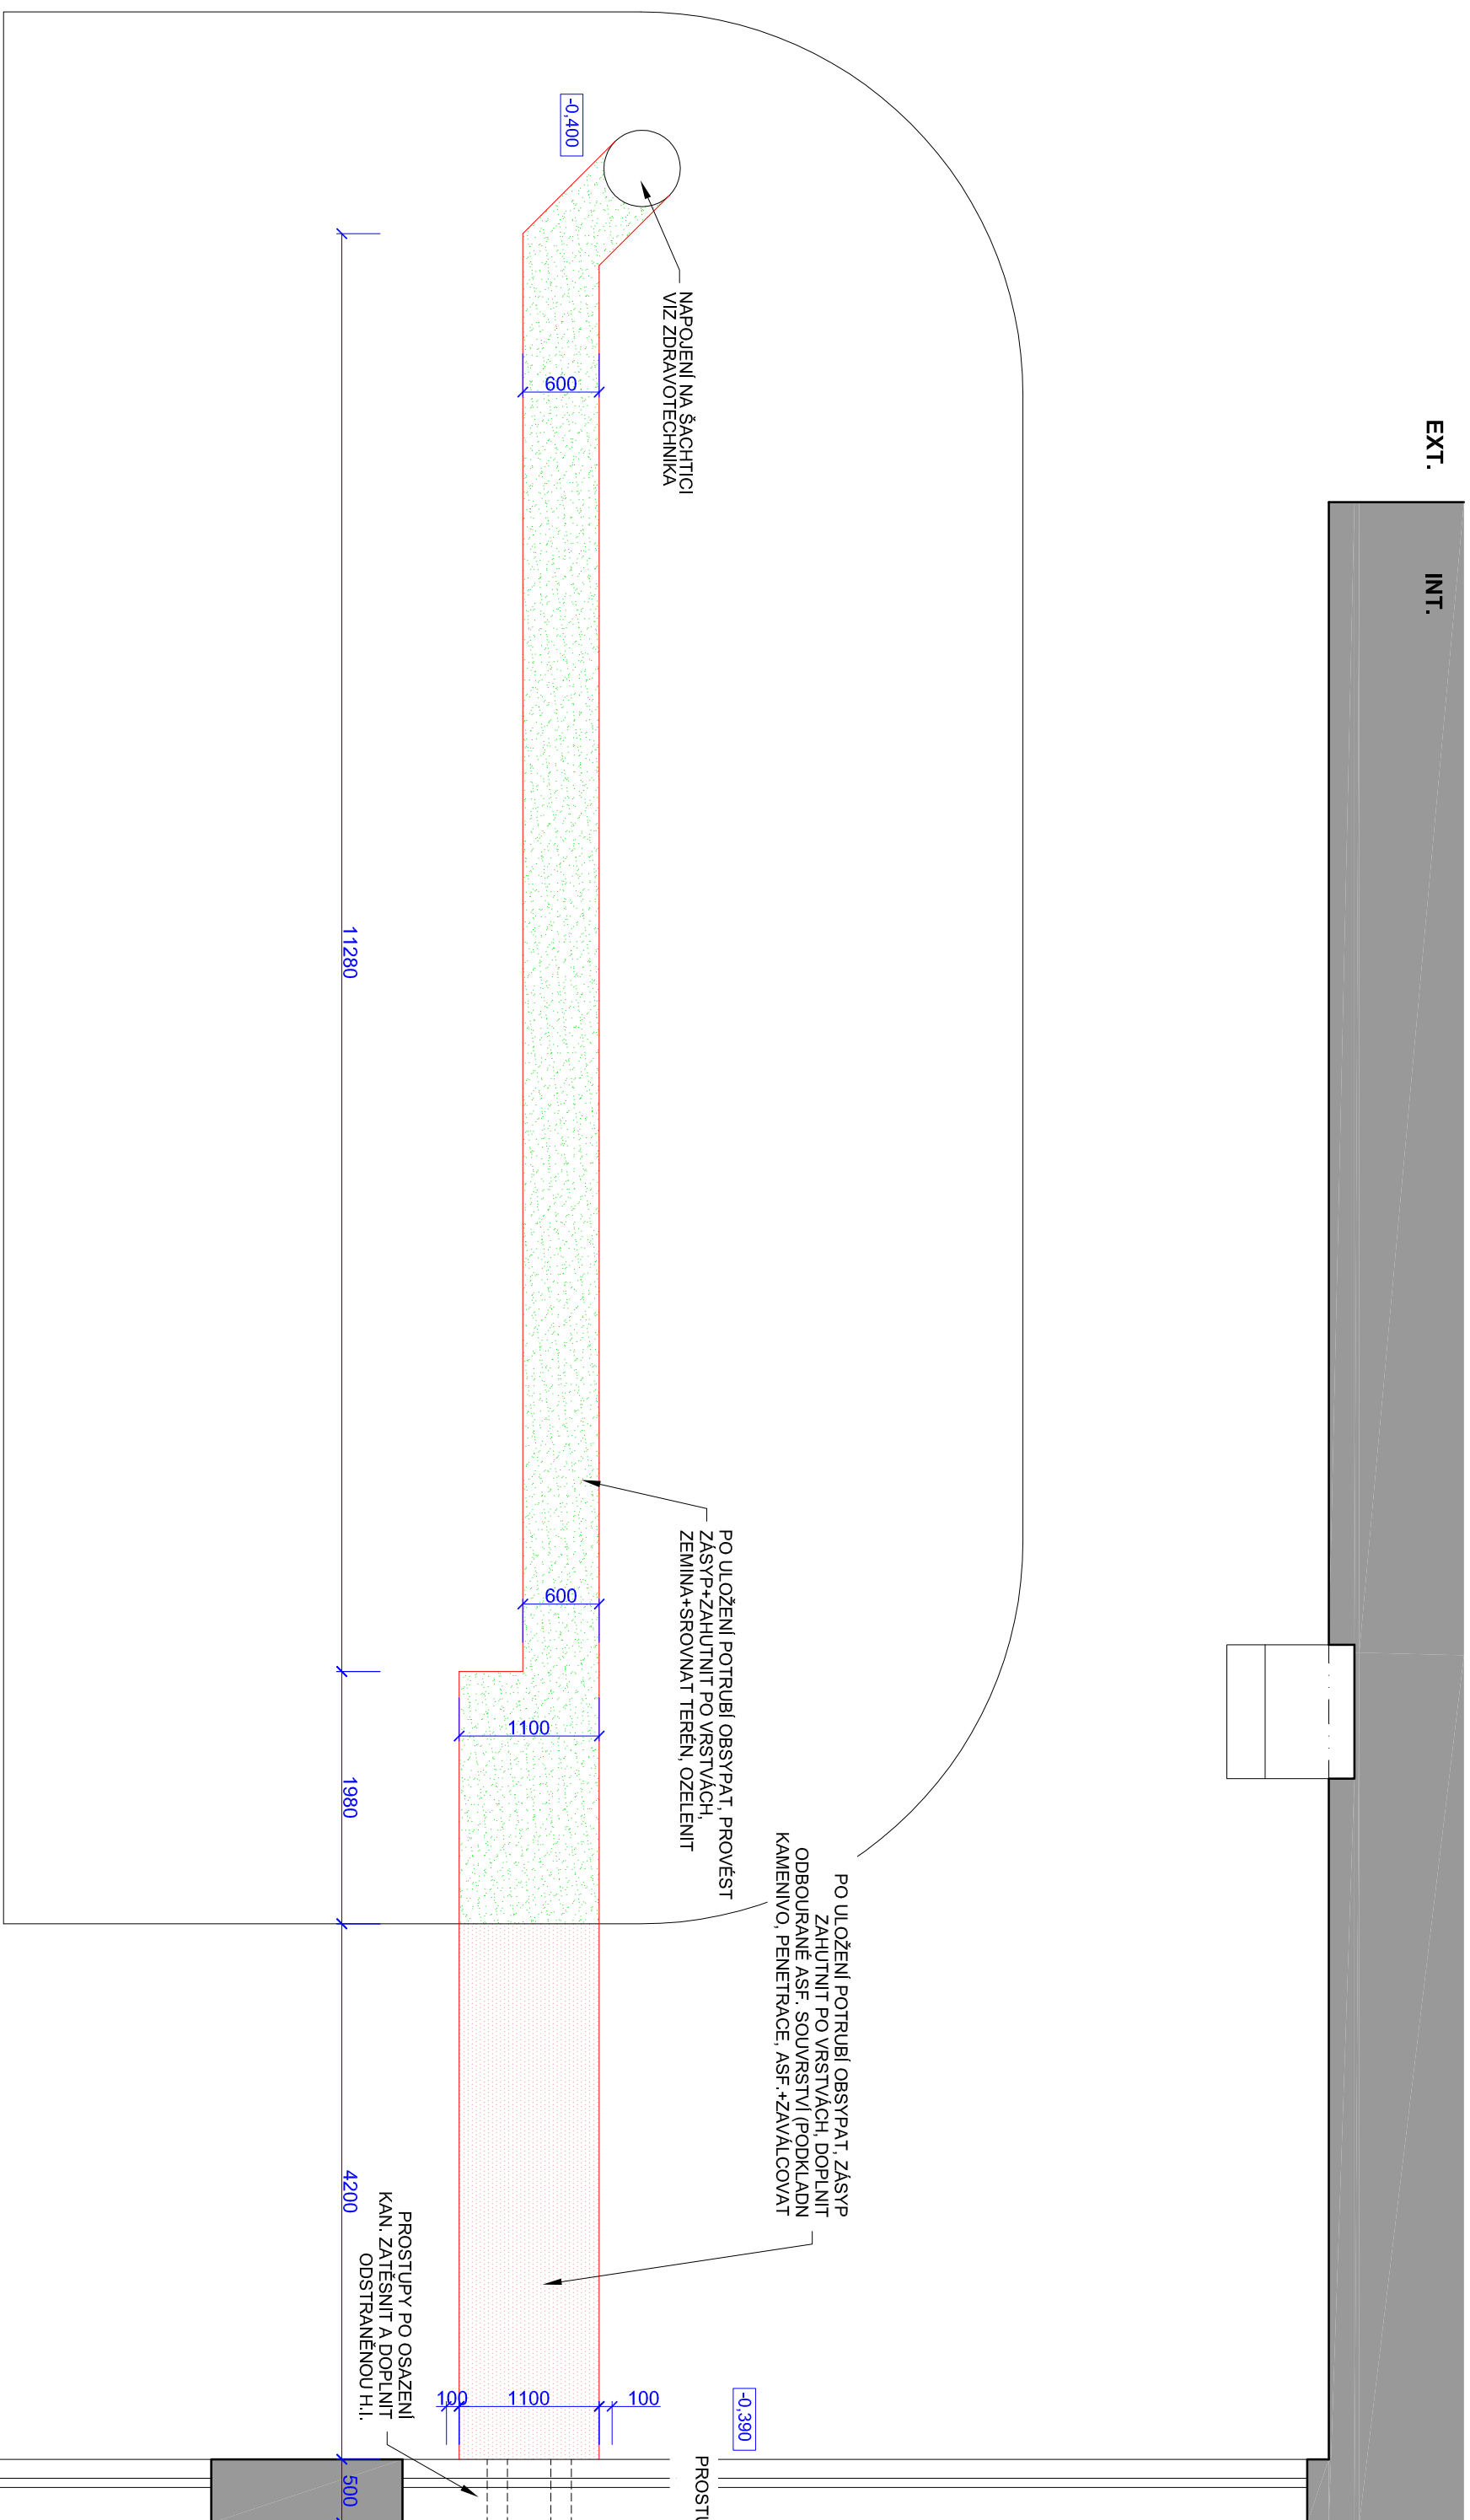 EXT.
INT.
-0,400
NAPOJENÍ NA ŠACHTICI
VIZ ZDRAVOTECHNIKA
600
11280
PO ULOŽENÍ POTRUBÍ OBSYPAT, PROVÉST
ZÁSYP+ZAHUTNIT PO VRSTVÁCH,
ZEMINA+SROVNAT TERÉN, OZELENIT
600
1100
1980
PO ULOŽENÍ POTRUBÍ OBSYPAT, ZÁSYP
ZAHUTNIT PO VRSTVÁCH, DOPLNIT
ODBOURANÉ ASF. SOUVRSTVÍ (PODKLADN
KAMENIVO, PENETRACE, ASF.+ZAVÁLCOVAT
4200
PROSTUPY PO OSAZENÍ
KAN. ZATĚSNIT A DOPLNIT
ODSTRANĚNOU H.I.
100
1100
100
-0,390
500
PROSTU